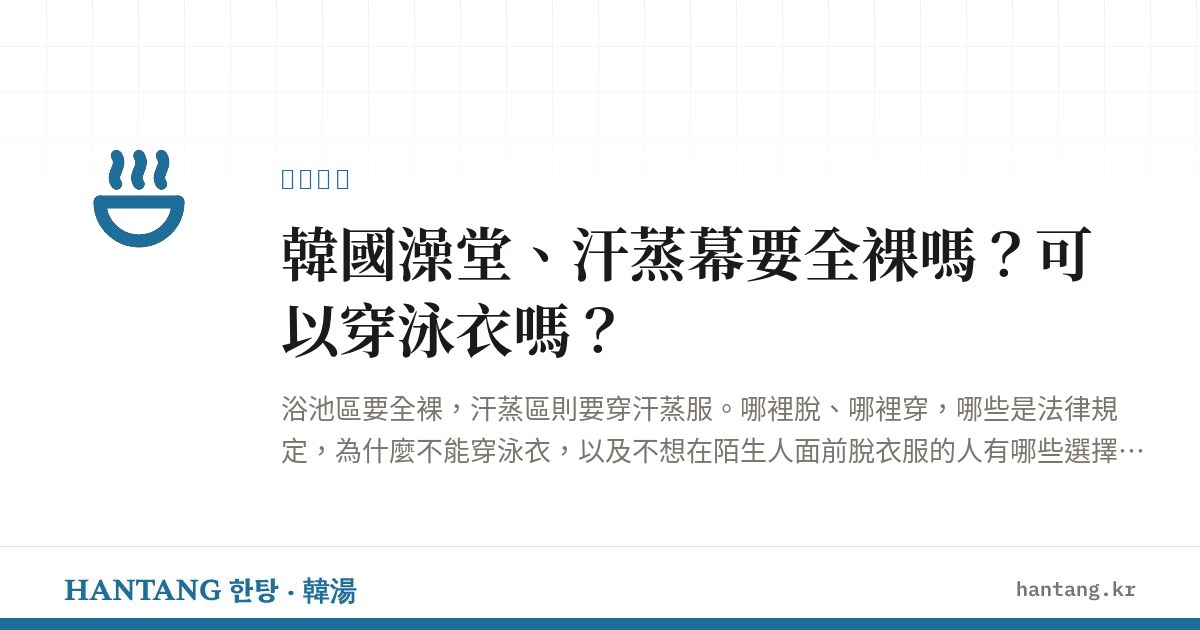 韓國澡堂、汗蒸幕要全裸嗎？可
以穿泳衣嗎？
浴池區要全裸，汗蒸區則要穿汗蒸服。哪裡脫、哪裡穿，哪些是法律規
定，為什麼不能穿泳衣，以及不想在陌生人面前脫衣服的人有哪些選擇…
HANTANG 한탕 · 韓湯
hantang.kr